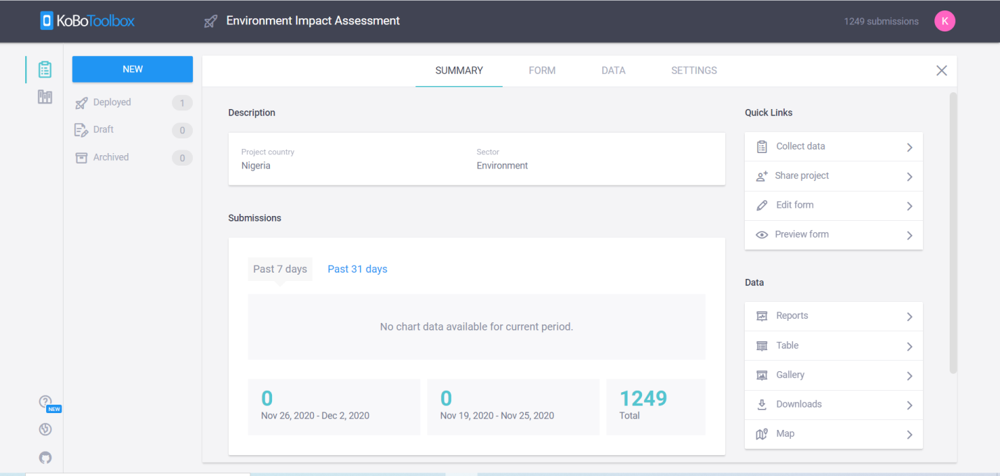 KoBoToolbox
Environment Impact Assessment
1249 submissions
K
NEW
Deployed
1
Draft
0
Archived
0
NEW
SUMMARY
FORM
DATA
SETTINGS
Description
Project country
Nigeria
Sector
Environment
Submissions
Past 7 days
Past 31 days
No chart data available for current period.
0
Nov 26, 2020 - Dec 2, 2020
0
Nov 19, 2020 - Nov 25, 2020
1249
Total
Quick Links
Collect data
Share project
Edit form
Preview form
Data
Reports
Table
Gallery
Downloads
Map